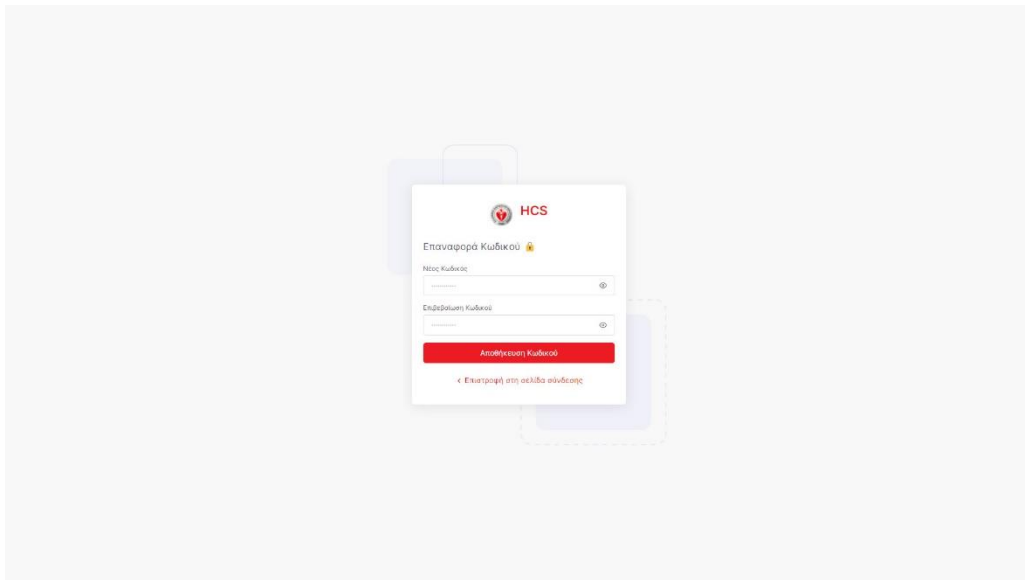 HCS
Επαναφορά Κωδικού 🔒
Νέος Κωδικός
Επιβεβαίωση Κωδικού
Αποθήκευση Κωδικού
‹ Επιστροφή στη σελίδα σύνδεσης